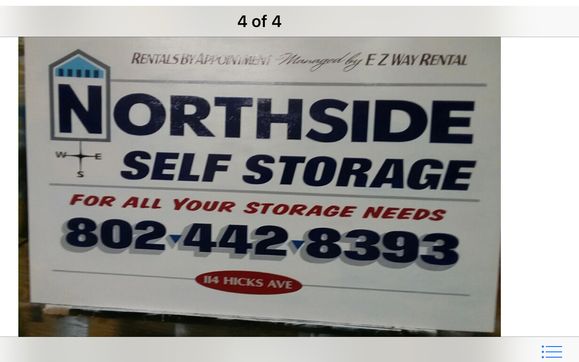 4 of 4
RENTALS BY APPOINTMENT Managed by E Z WAY RENTAL
NORTHSIDE
W E
S
SELF STORAGE
FOR ALL YOUR STORAGE NEEDS
802 442 8393
114 HICKS AVE